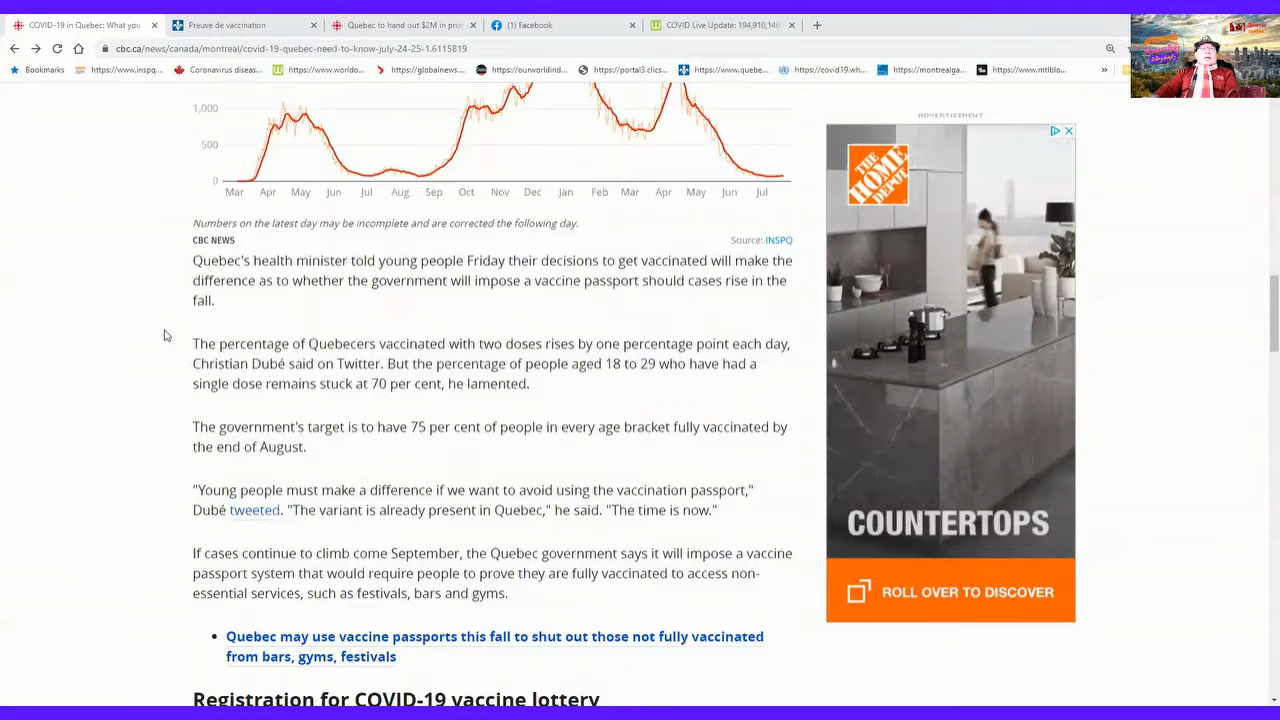 COVID-19 in Quebec: What you
Preuve de vaccination
Quebec to hand out $2M in priz
(1) Facebook
COVID Live Update: 194,910,146
cbc.ca/news/canada/montreal/covid-19-quebec-need-to-know-july-24-25-1.6115839
Bookmarks
https://www.inspq...
Coronavirus diseas...
https://www.worldo...
https://globalnews...
https://ourworldind...
https://portal3.clics...
https://www.quebe...
https://covid19.wh...
https://montrealga...
https://www.mtlblo...
1,000
500
0
Mar Apr May Jun Jul Aug Sep Oct Nov Dec Jan Feb Mar Apr May Jun Jul
Numbers on the latest day may be incomplete and are corrected the following day.
CBC NEWS
Source: INSPQ
Quebec's health minister told young people Friday their decisions to get vaccinated will make the
difference as to whether the government will impose a vaccine passport should cases rise in the
fall.
The percentage of Quebecers vaccinated with two doses rises by one percentage point each day,
Christian Dubé said on Twitter. But the percentage of people aged 18 to 29 who have had a
single dose remains stuck at 70 per cent, he lamented.
The government's target is to have 75 per cent of people in every age bracket fully vaccinated by
the end of August.
"Young people must make a difference if we want to avoid using the vaccination passport,"
Dubé tweeted. "The variant is already present in Quebec," he said. "The time is now."
If cases continue to climb come September, the Quebec government says it will impose a vaccine
passport system that would require people to prove they are fully vaccinated to access non-
essential services, such as festivals, bars and gyms.
Quebec may use vaccine passports this fall to shut out those not fully vaccinated
from bars, gyms, festivals
Registration for COVID-19 vaccine lottery
ADVERTISEMENT
THE
HOME
DEPOT
COUNTERTOPS
ROLL OVER TO DISCOVER